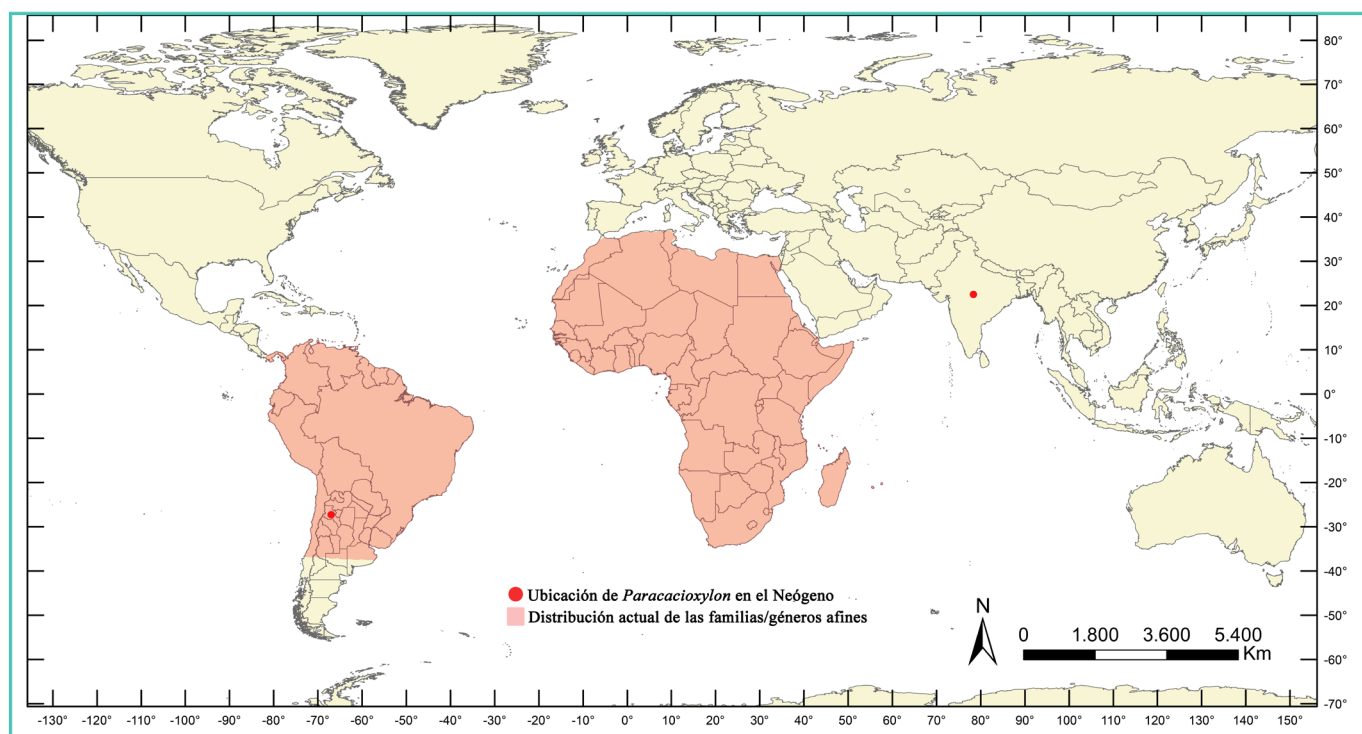 80°
70°
60°
50°
40°
30°
20°
10°
0°
-10°
-20°
-30°
-40°
-50°
-60°
-70°
Ubicación de Paracacioxylon en el Neógeno
Distribución actual de las familias/géneros afines
N
0 1.800 3.600 5.400
Km
-130° -120° -110° -100° -90° -80° -70° -60° -50° -40° -30° -20° -10° 0° 10° 20° 30° 40° 50° 60° 70° 80° 90° 100° 110° 120° 130° 140° 150°